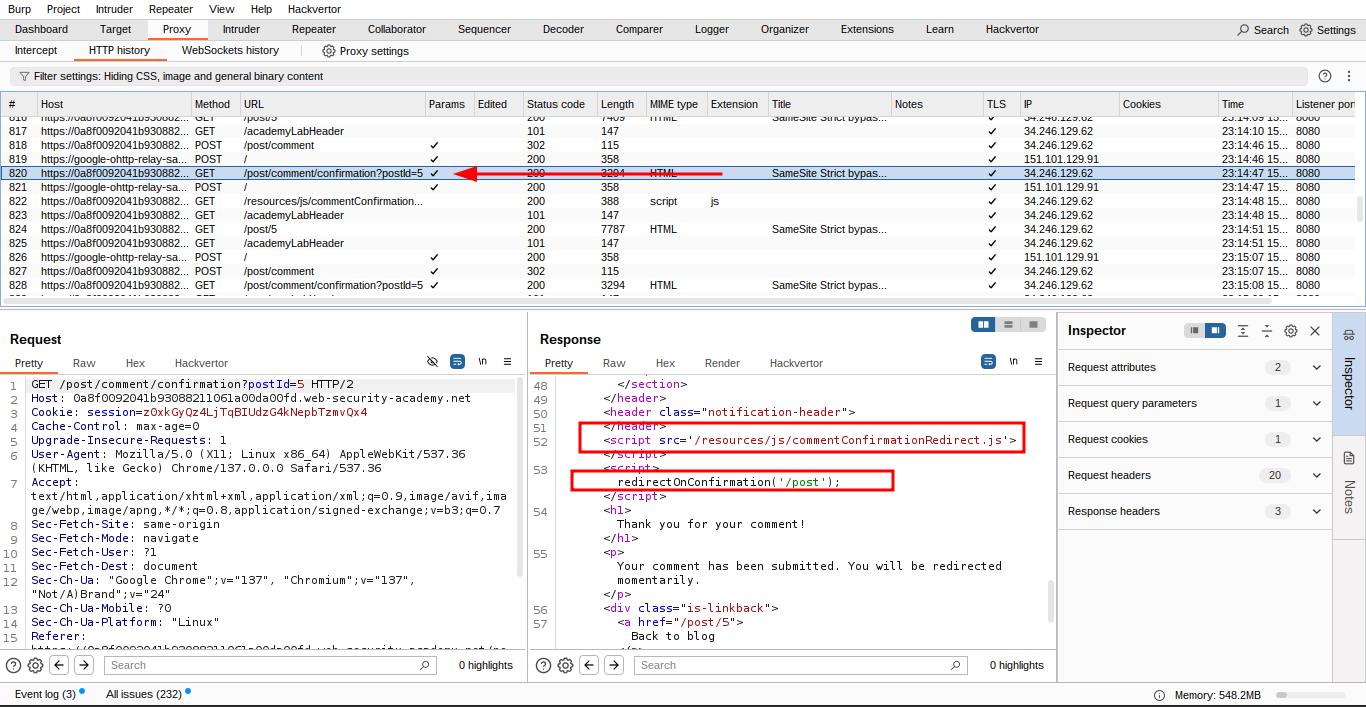 Burp Project Intruder Repeater View Help Hackvertor
Dashboard Target Proxy Intruder Repeater Collaborator Sequencer Decoder Comparer Logger Organizer Extensions Learn Hackvertor Search Settings
Intercept HTTP history WebSockets history Proxy settings
Filter settings: Hiding CSS, image and general binary content
# Host Method URL Params Edited Status code Length MIME type Extension Title Notes TLS IP Cookies Time Listener port
816 https://0a8f0092041b930882... GET /post/5 200 7409 HTML SameSite Strict bypas... ✓ 34.246.129.62 23:14:09 15... 8080
817 https://0a8f0092041b930882... GET /academyLabHeader 101 147 ✓ 34.246.129.62 23:14:10 15... 8080
818 https://0a8f0092041b930882... POST /post/comment ✓ 302 115 ✓ 34.246.129.62 23:14:46 15... 8080
819 https://google-ohttp-relay-sa... POST / ✓ 200 358 ✓ 151.101.129.91 23:14:46 15... 8080
820 https://0a8f0092041b930882... GET /post/comment/confirmation?postId=5 ✓ 200 3294 HTML SameSite Strict bypas... ✓ 34.246.129.62 23:14:47 15... 8080
821 https://google-ohttp-relay-sa... POST / ✓ 200 358 ✓ 151.101.129.91 23:14:47 15... 8080
822 https://0a8f0092041b930882... GET /resources/js/commentConfirmation... 200 388 script js ✓ 34.246.129.62 23:14:48 15... 8080
823 https://0a8f0092041b930882... GET /academyLabHeader 101 147 ✓ 34.246.129.62 23:14:48 15... 8080
824 https://0a8f0092041b930882... GET /post/5 200 7787 HTML SameSite Strict bypas... ✓ 34.246.129.62 23:14:51 15... 8080
825 https://0a8f0092041b930882... GET /academyLabHeader 101 147 ✓ 34.246.129.62 23:14:51 15... 8080
826 https://google-ohttp-relay-sa... POST / ✓ 200 358 ✓ 151.101.129.91 23:15:07 15... 8080
827 https://0a8f0092041b930882... POST /post/comment ✓ 302 115 ✓ 34.246.129.62 23:15:07 15... 8080
828 https://0a8f0092041b930882... GET /post/comment/confirmation?postId=5 ✓ 200 3294 HTML SameSite Strict bypas... ✓ 34.246.129.62 23:15:08 15... 8080
Request
Pretty Raw Hex Hackvertor \n
1 GET /post/comment/confirmation?postId=5 HTTP/2
2 Host: 0a8f0092041b93088211061a00da00fd.web-security-academy.net
3 Cookie: session=zOxkGyQz4LjTqBIUdzG4kNepbTzmvQx4
4 Cache-Control: max-age=0
5 Upgrade-Insecure-Requests: 1
6 User-Agent: Mozilla/5.0 (X11; Linux x86_64) AppleWebKit/537.36
(KHTML, like Gecko) Chrome/137.0.0.0 Safari/537.36
7 Accept:
text/html,application/xhtml+xml,application/xml;q=0.9,image/avif,ima
ge/webp,image/apng,*/*;q=0.8,application/signed-exchange;v=b3;q=0.7
8 Sec-Fetch-Site: same-origin
9 Sec-Fetch-Mode: navigate
10 Sec-Fetch-User: ?1
11 Sec-Fetch-Dest: document
12 Sec-Ch-Ua: "Google Chrome";v="137", "Chromium";v="137",
"Not/A)Brand";v="24"
13 Sec-Ch-Ua-Mobile: ?0
14 Sec-Ch-Ua-Platform: "Linux"
15 Referer:
https://0a8f0092041b93088211061a00da00fd.web-security-academy.net/po
Search 0 highlights
Response
Pretty Raw Hex Render Hackvertor \n
48 </section>
49 </header>
50 <header class="notification-header">
51 </header>
52 <script src='/resources/js/commentConfirmationRedirect.js'>
</script>
53 <script>
redirectOnConfirmation('/post');
</script>
54 <h1>
Thank you for your comment!
</h1>
55 <p>
Your comment has been submitted. You will be redirected
momentarily.
</p>
56 <div class="is-linkback">
57 <a href="/post/5">
Back to blog
Search 0 highlights
Inspector
Request attributes 2
Request query parameters 1
Request cookies 1
Request headers 20
Response headers 3
Inspector
Notes
Event log (3) All issues (232) Memory: 548.2MB